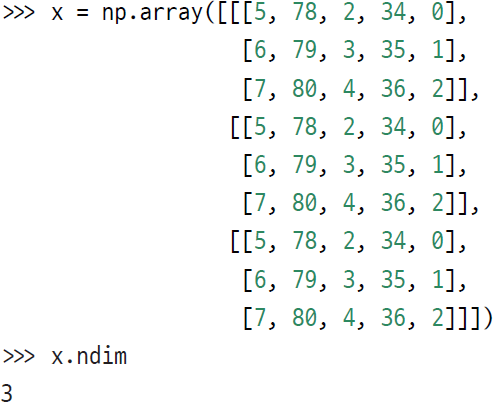 >>> x = np.array([[[5, 78, 2, 34, 0],
[6, 79, 3, 35, 1],
[7, 80, 4, 36, 2]],
[[5, 78, 2, 34, 0],
[6, 79, 3, 35, 1],
[7, 80, 4, 36, 2]],
[[5, 78, 2, 34, 0],
[6, 79, 3, 35, 1],
[7, 80, 4, 36, 2]]])
>>> x.ndim
3